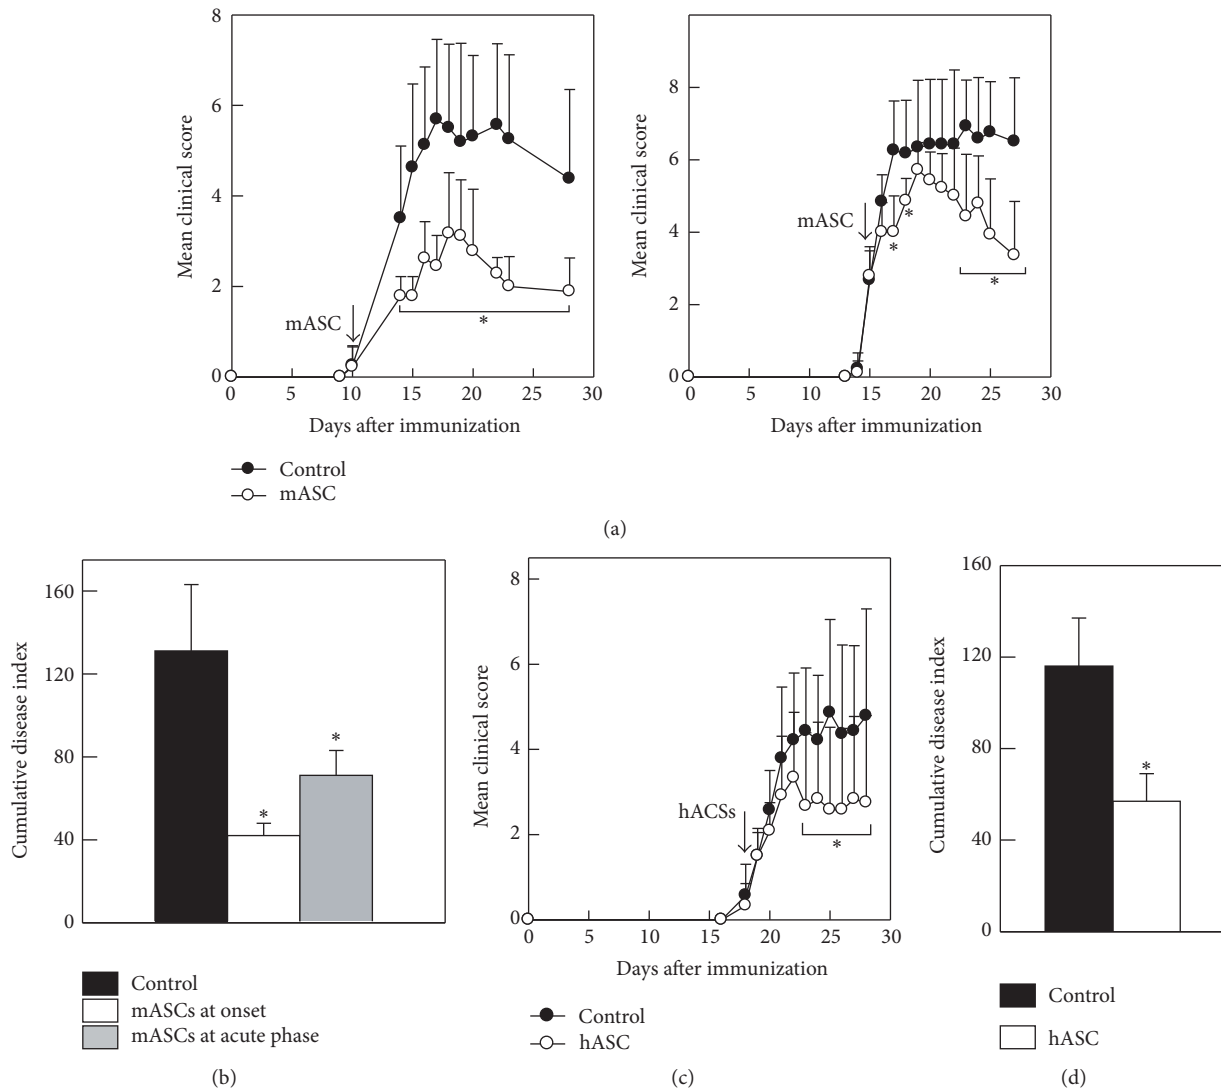 8
6
4
2
0
Mean clinical score
mASC
*
0 5 10 15 20 25 30
Days after immunization
Control
mASC
8
6
4
2
0
Mean clinical score
mASC
*
*
*
0 5 10 15 20 25 30
Days after immunization
(a)
160
120
80
40
0
Cumulative disease index
*
*
Control
mASCs at onset
mASCs at acute phase
(b)
8
6
4
2
0
Mean clinical score
hACSs
*
0 5 10 15 20 25 30
Days after immunization
Control
hASC
(c)
160
120
80
40
0
Cumulative disease index
*
Control
hASC
(d)